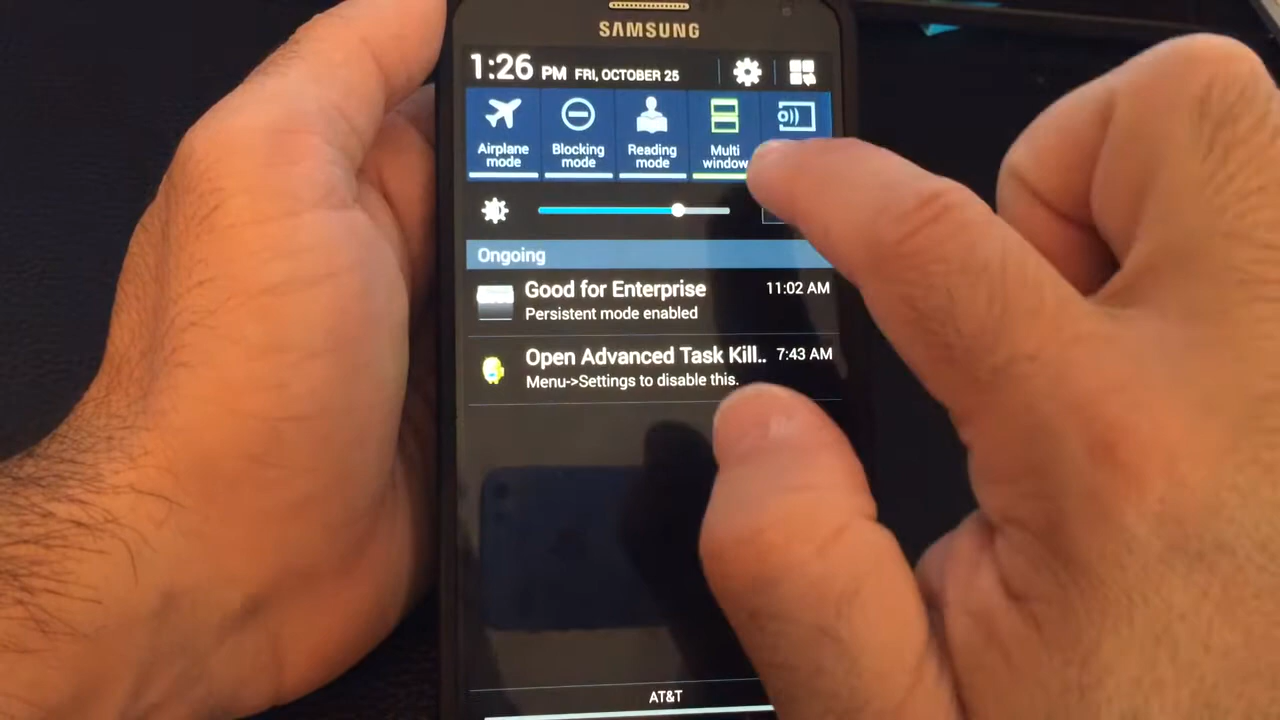 SAMSUNG
1:26 PM FRI, OCTOBER 25
Airplane mode
Blocking mode
Reading mode
Multi window
Ongoing
Good for Enterprise 11:02 AM
Persistent mode enabled
Open Advanced Task Kill.. 7:43 AM
Menu->Settings to disable this.
AT&T